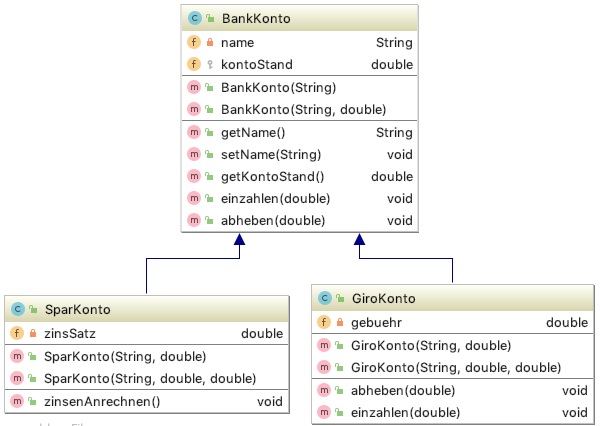 BankKonto
name String
kontoStand double
BankKonto(String)
BankKonto(String, double)
getName() String
setName(String) void
getKontoStand() double
einzahlen(double) void
abheben(double) void
SparKonto
zinsSatz double
SparKonto(String, double)
SparKonto(String, double, double)
zinsenAnrechnen() void
GiroKonto
gebuehr double
GiroKonto(String, double)
GiroKonto(String, double, double)
abheben(double) void
einzahlen(double) void